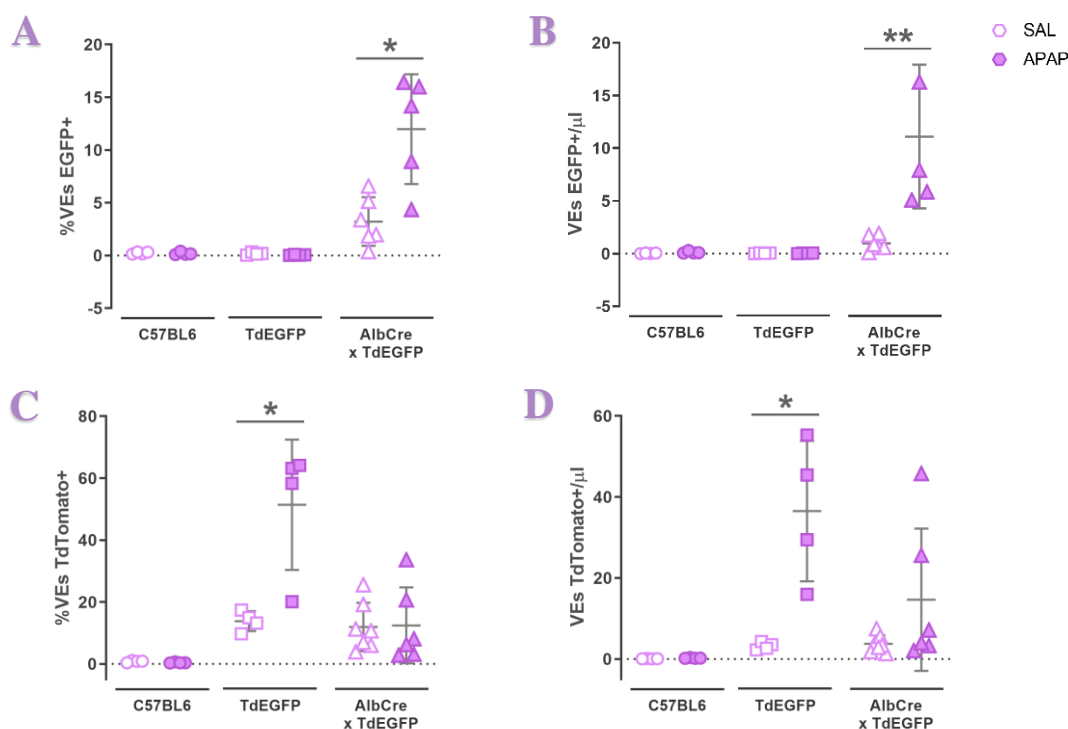 A
B
SAL
APAP
*
**
%VEs EGFP+
20
15
10
5
0
-5
C57BL6
TdEGFP
AlbCre
x TdEGFP
VEs EGFP+/µl
20
15
10
5
0
-5
C57BL6
TdEGFP
AlbCre
x TdEGFP
C
D
*
*
%VEs TdTomato+
80
60
40
20
0
C57BL6
TdEGFP
AlbCre
x TdEGFP
VEs TdTomato+/µl
60
40
20
0
C57BL6
TdEGFP
AlbCre
x TdEGFP